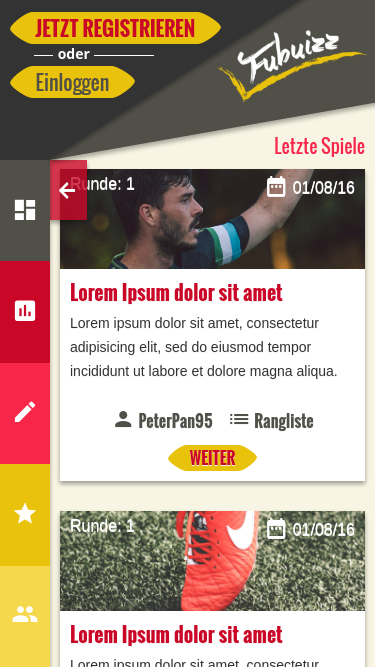 JETZT REGISTRIEREN
oder
Einloggen
Fubuizz
Letzte Spiele
Runde: 1
01/08/16
Lorem Ipsum dolor sit amet
Lorem ipsum dolor sit amet, consectetur
adipisicing elit, sed do eiusmod tempor
incididunt ut labore et dolore magna aliqua.
PeterPan95
Rangliste
WEITER
Runde: 1
01/08/16
Lorem Ipsum dolor sit amet
Lorem ipsum dolor sit amet, consectetur